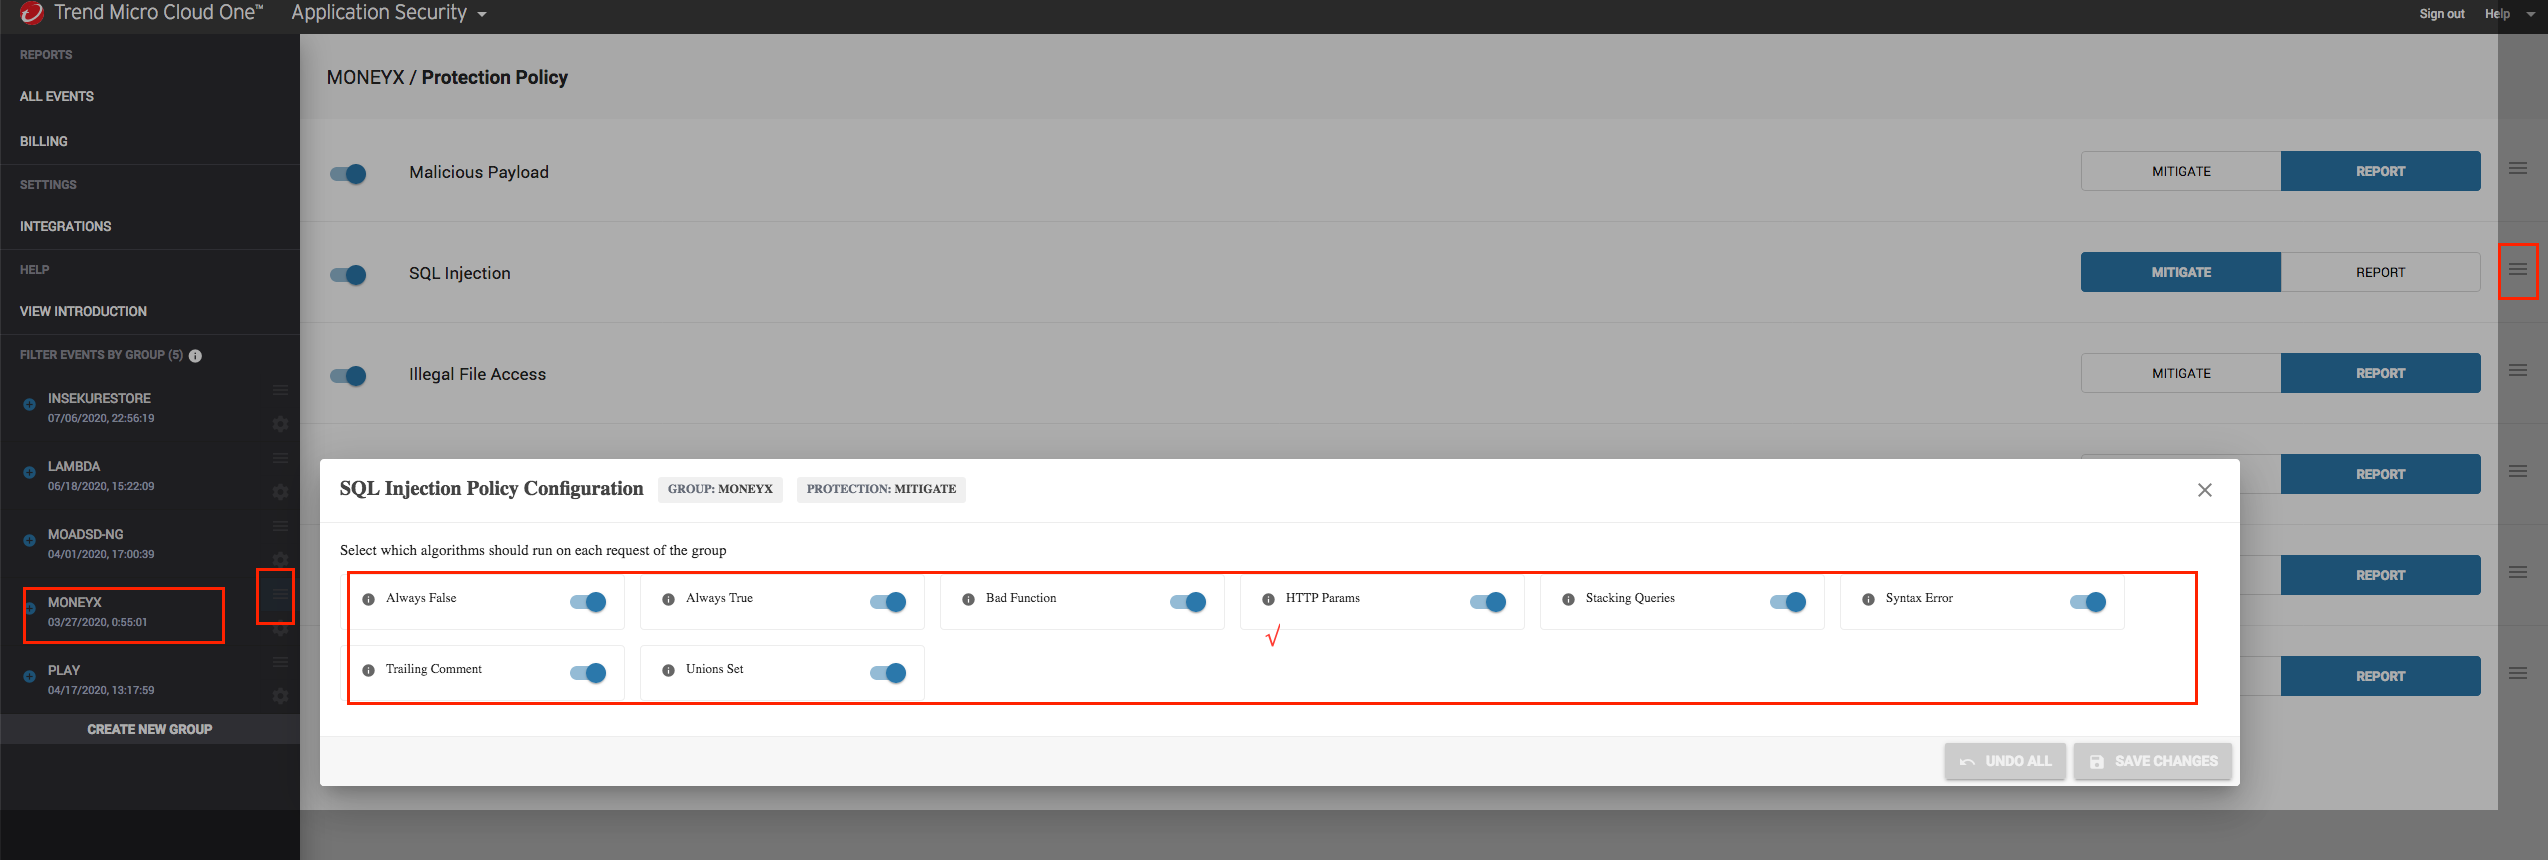 Trend Micro Cloud One™ Application Security
Sign out Help
REPORTS
ALL EVENTS
BILLING
SETTINGS
INTEGRATIONS
HELP
VIEW INTRODUCTION
FILTER EVENTS BY GROUP (5)
INSEKURESTORE
07/06/2020, 22:56:19
LAMBDA
06/18/2020, 15:22:09
MOADSD-NG
04/01/2020, 17:00:39
MONEYX
03/27/2020, 0:55:01
PLAY
04/17/2020, 13:17:59
CREATE NEW GROUP
MONEYX / Protection Policy
Malicious Payload MITIGATE REPORT
SQL Injection MITIGATE REPORT
Illegal File Access MITIGATE REPORT
REPORT
REPORT
REPORT
SQL Injection Policy Configuration GROUP: MONEYX PROTECTION: MITIGATE
Select which algorithms should run on each request of the group
Always False Always True Bad Function HTTP Params Stacking Queries Syntax Error
√
Trailing Comment Unions Set
UNDO ALL SAVE CHANGES